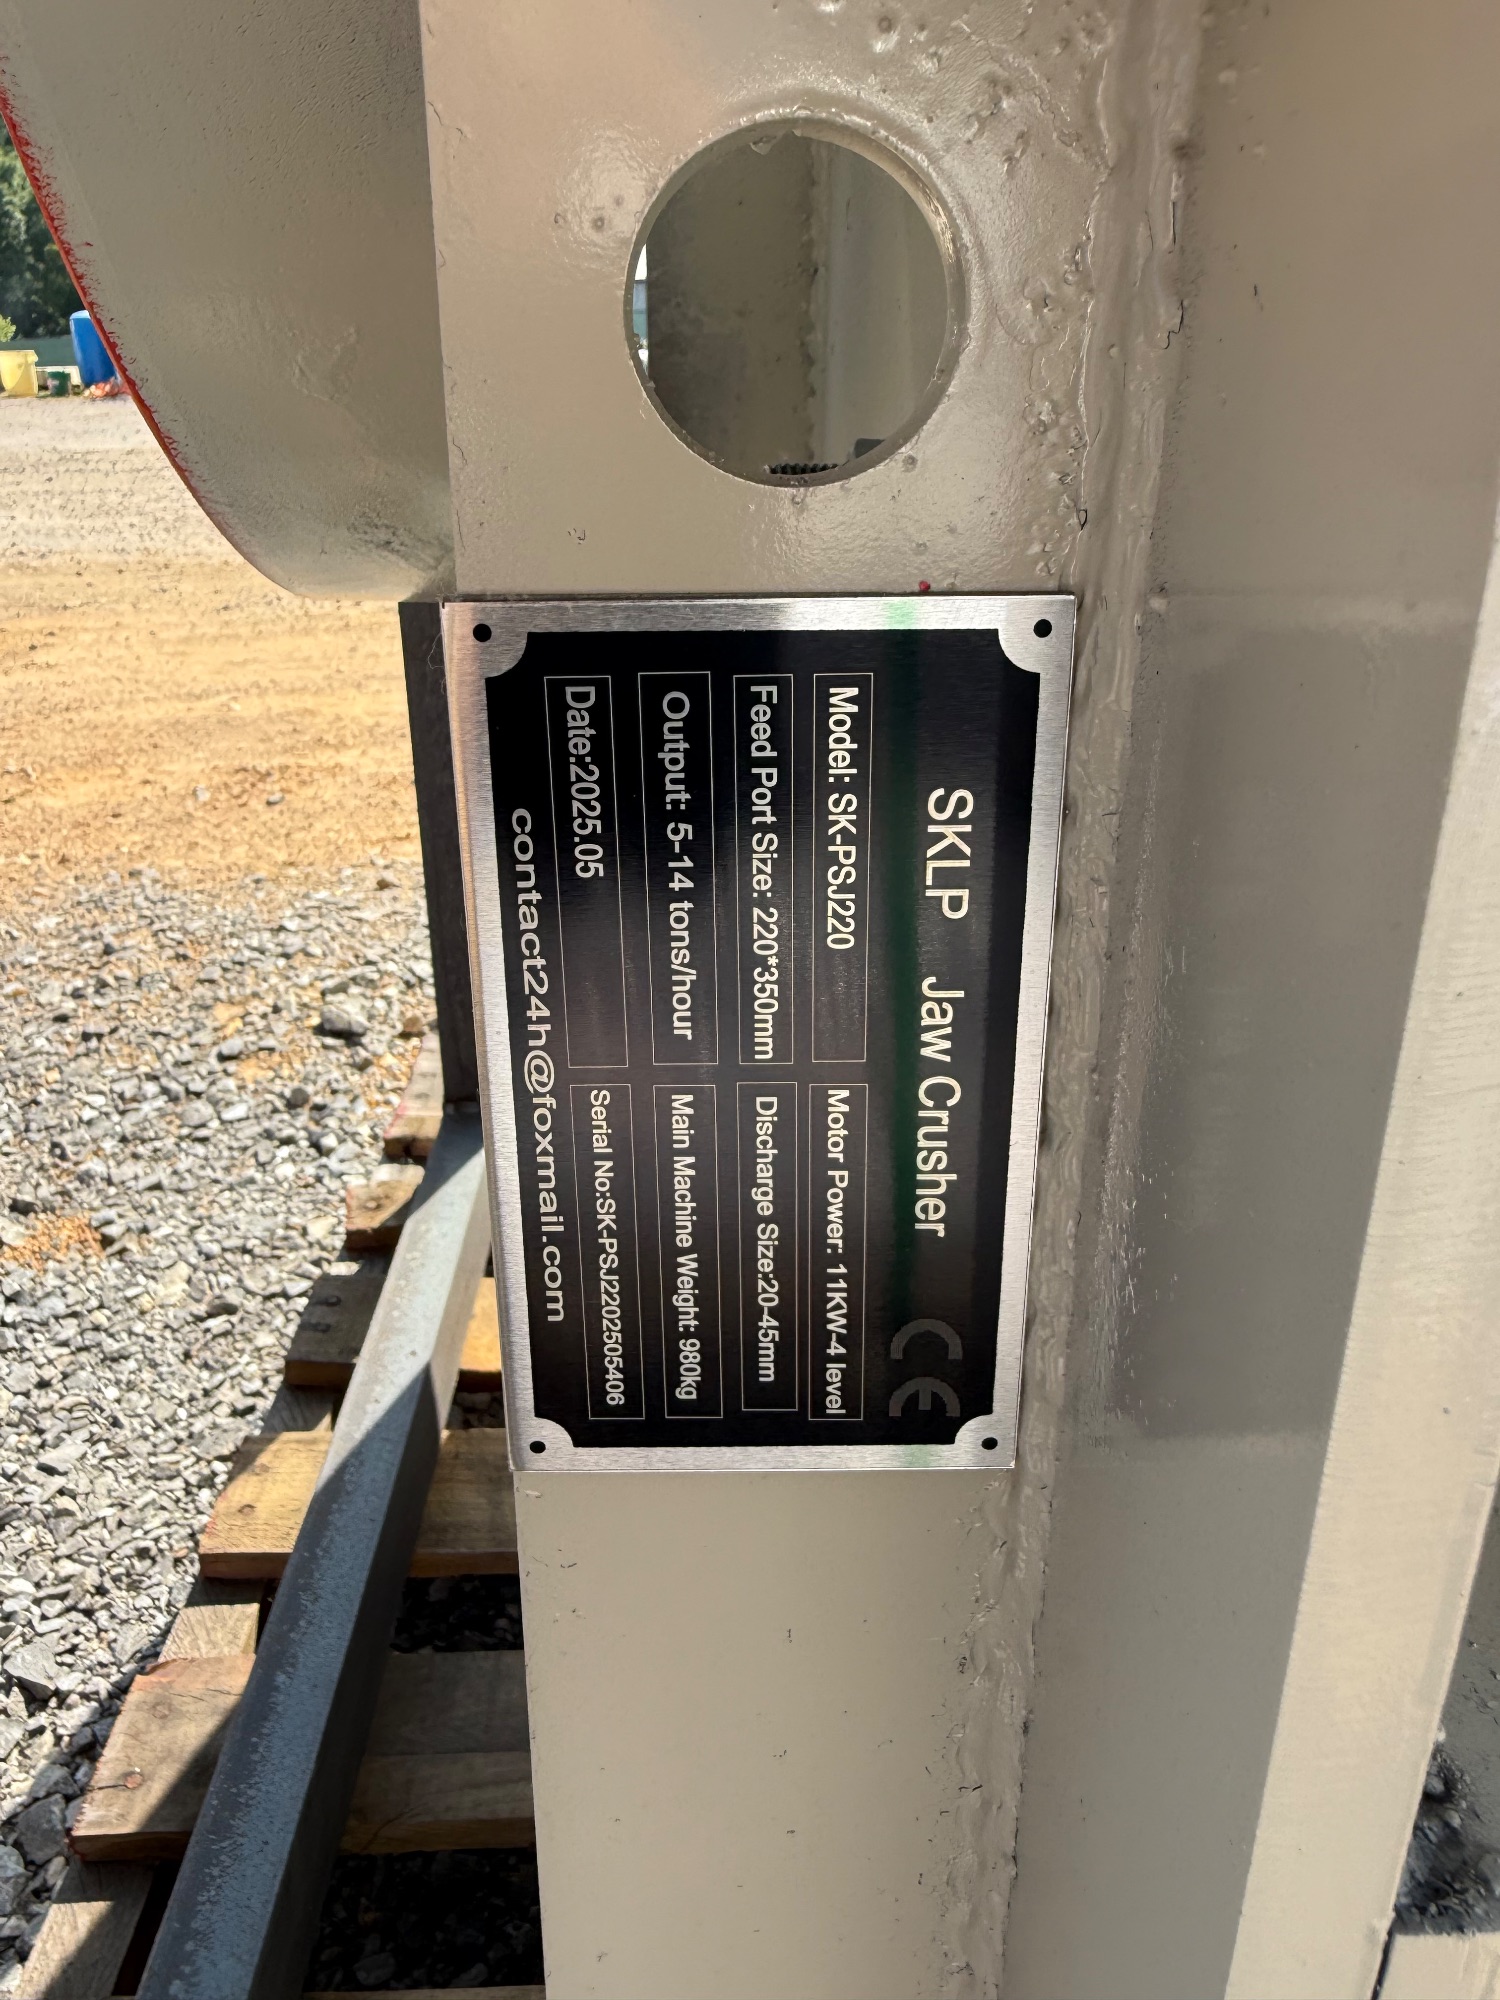 SKLP Jaw Crusher CE
Model: SK-PSJ220
Motor Power: 11KW-4 level
Feed Port Size: 220*350mm
Discharge Size:20-45mm
Output: 5-14 tons/hour
Main Machine Weight: 980kg
Date:2025.05
Serial No:SK-PSJ2202505406
contact24h@foxmail.com